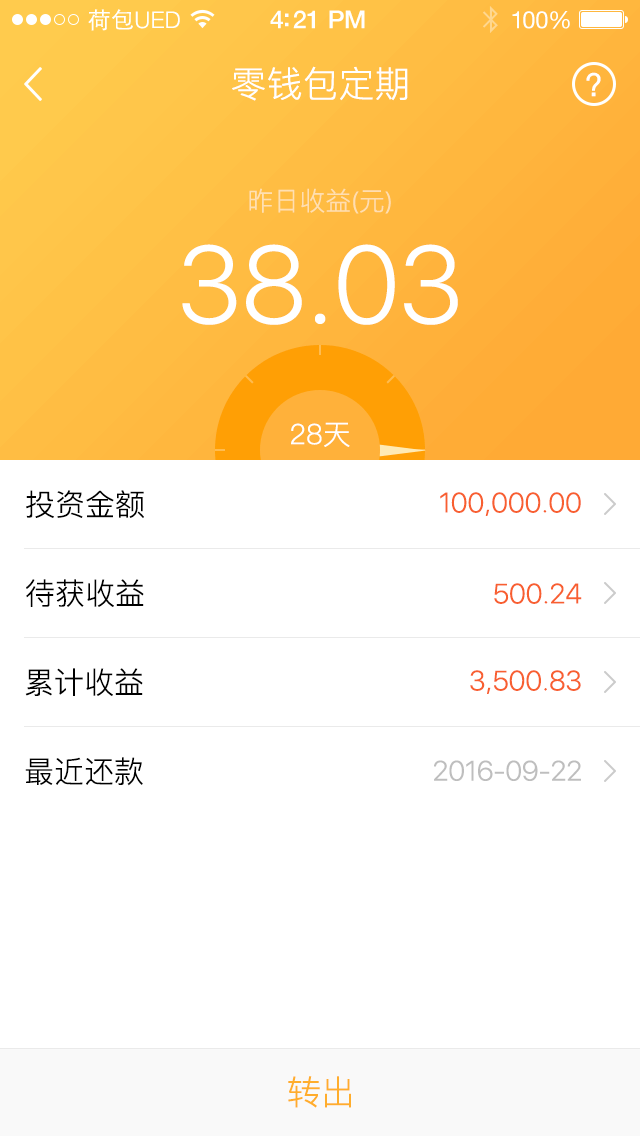 荷包UED 4:21 PM 100%
零钱包定期 ?
昨日收益(元)
38.03
28天
投资金额 100,000.00
待获收益 500.24
累计收益 3,500.83
最近还款 2016-09-22
转出